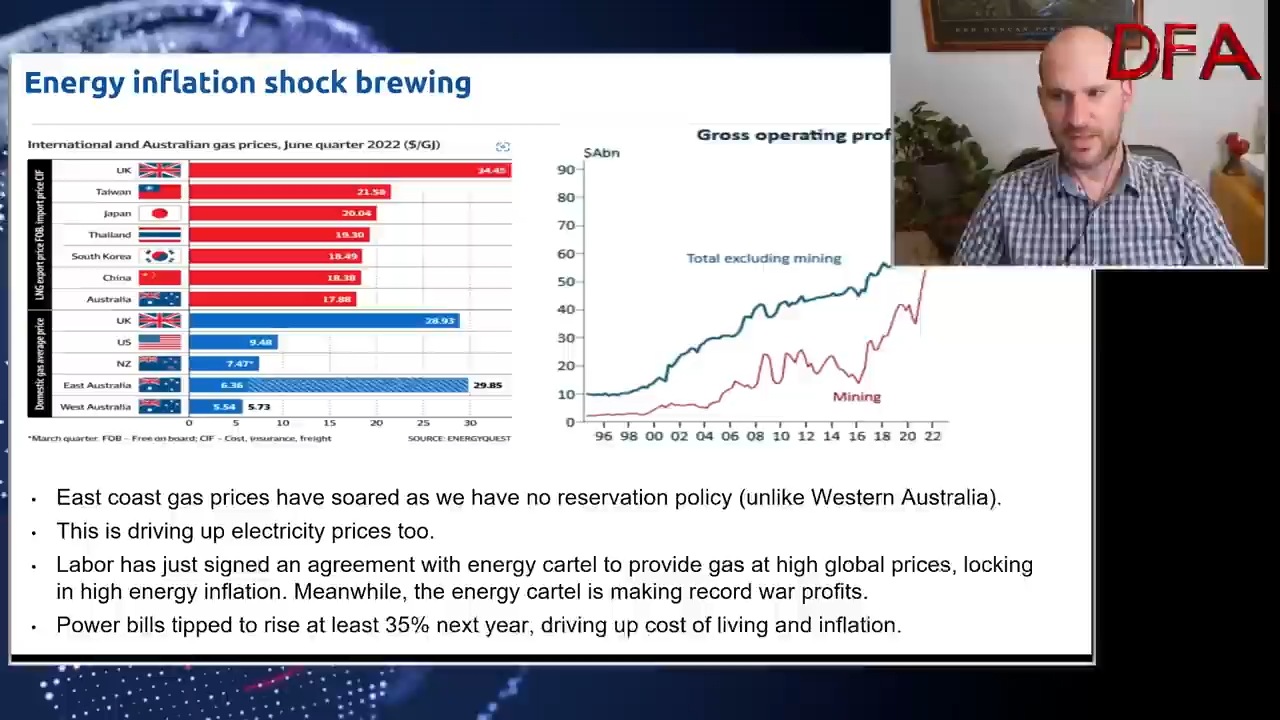 DFA
Energy inflation shock brewing
International and Australian gas prices, June quarter 2022 ($/GJ)
LNG export price FOB, import price CIF
UK 34.45
Taiwan 21.58
Japan 20.04
Thailand 19.30
South Korea 18.49
China 18.38
Australia 17.88
Domestic gas average price
UK 28.93
US 9.48
NZ 7.47*
East Australia 6.36 29.85
West Australia 5.54 5.73
0 5 10 15 20 25 30
*March quarter. FOB – Free on board; CIF – Cost, insurance, freight
SOURCE: ENERGYQUEST
Gross operating prof
$Abn
90
80
70
60
50
40
30
20
10
0
Total excluding mining
Mining
96 98 00 02 04 06 08 10 12 14 16 18 20 22
• East coast gas prices have soared as we have no reservation policy (unlike Western Australia).
• This is driving up electricity prices too.
• Labor has just signed an agreement with energy cartel to provide gas at high global prices, locking
in high energy inflation. Meanwhile, the energy cartel is making record war profits.
• Power bills tipped to rise at least 35% next year, driving up cost of living and inflation.